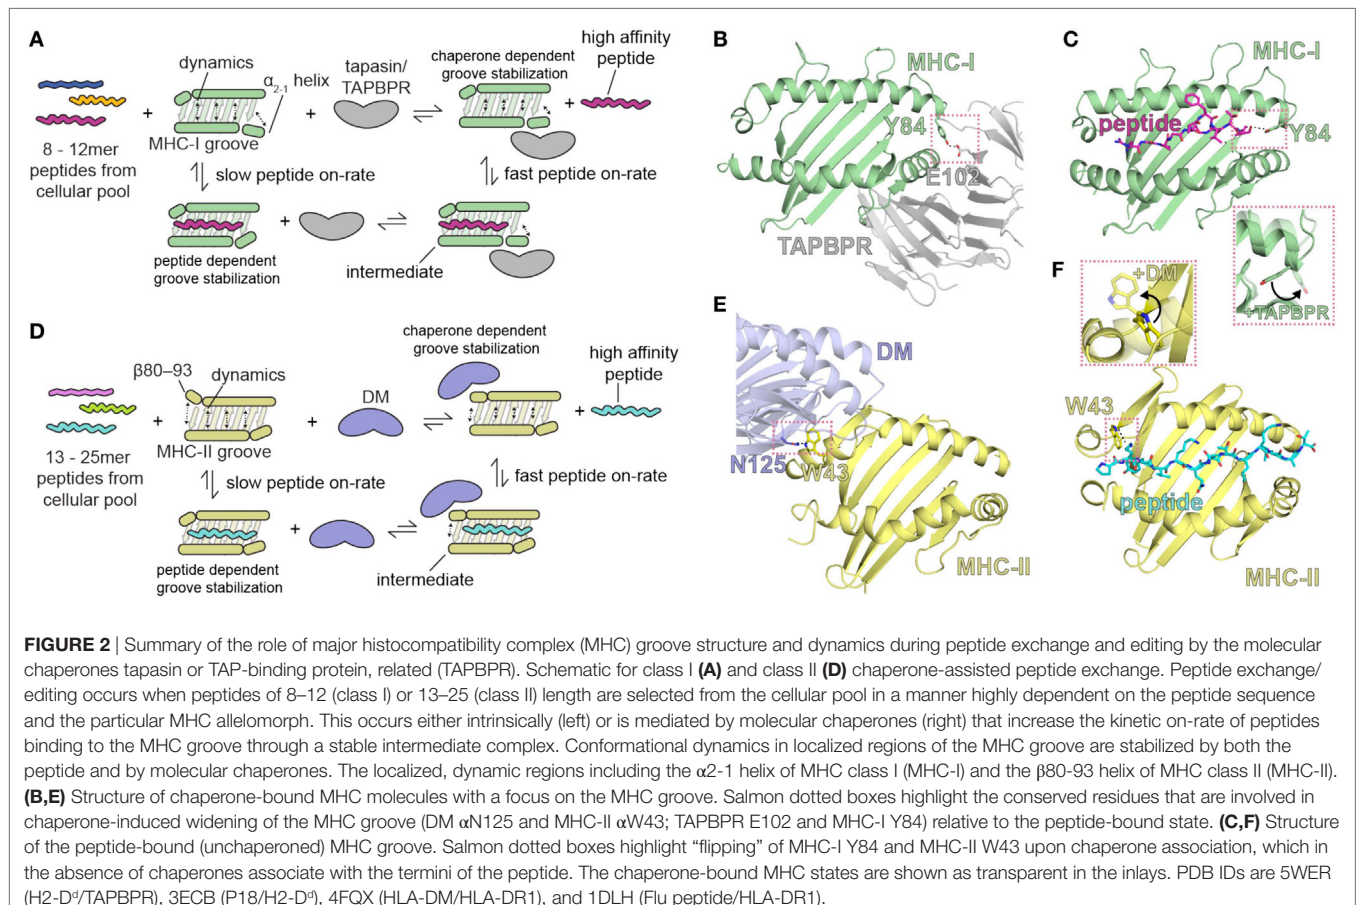 A
dynamics
α2-1 helix
tapasin/
TAPBPR
chaperone dependent
groove stabilization
high affinity
peptide
+
+
+
MHC-I groove
8 - 12mer
peptides from
cellular pool
slow peptide on-rate
fast peptide on-rate
+
peptide dependent
groove stabilization
intermediate
B
MHC-I
Y84
E102
TAPBPR
C
MHC-I
peptide
Y84
+TAPBPR
D
β80–93
dynamics
DM
chaperone dependent
groove stabilization
high affinity
peptide
+
+
+
MHC-II groove
13 - 25mer
peptides from
cellular pool
slow peptide on-rate
fast peptide on-rate
+
peptide dependent
groove stabilization
intermediate
E
DM
N125
W43
MHC-II
F
+DM
W43
peptide
MHC-II
FIGURE 2 | Summary of the role of major histocompatibility complex (MHC) groove structure and dynamics during peptide exchange and editing by the molecular
chaperones tapasin or TAP-binding protein, related (TAPBPR). Schematic for class I (A) and class II (D) chaperone-assisted peptide exchange. Peptide exchange/
editing occurs when peptides of 8–12 (class I) or 13–25 (class II) length are selected from the cellular pool in a manner highly dependent on the peptide sequence
and the particular MHC allelomorph. This occurs either intrinsically (left) or is mediated by molecular chaperones (right) that increase the kinetic on-rate of peptides
binding to the MHC groove through a stable intermediate complex. Conformational dynamics in localized regions of the MHC groove are stabilized by both the
peptide and by molecular chaperones. The localized, dynamic regions including the α2-1 helix of MHC class I (MHC-I) and the β80-93 helix of MHC class II (MHC-II).
(B,E) Structure of chaperone-bound MHC molecules with a focus on the MHC groove. Salmon dotted boxes highlight the conserved residues that are involved in
chaperone-induced widening of the MHC groove (DM αN125 and MHC-II αW43; TAPBPR E102 and MHC-I Y84) relative to the peptide-bound state. (C,F) Structure
of the peptide-bound (unchaperoned) MHC groove. Salmon dotted boxes highlight “flipping” of MHC-I Y84 and MHC-II W43 upon chaperone association, which in
the absence of chaperones associate with the termini of the peptide. The chaperone-bound MHC states are shown as transparent in the inlays. PDB IDs are 5WER
(H2-Dd/TAPBPR), 3ECB (P18/H2-Dd), 4FQX (HLA-DM/HLA-DR1), and 1DLH (Flu peptide/HLA-DR1).